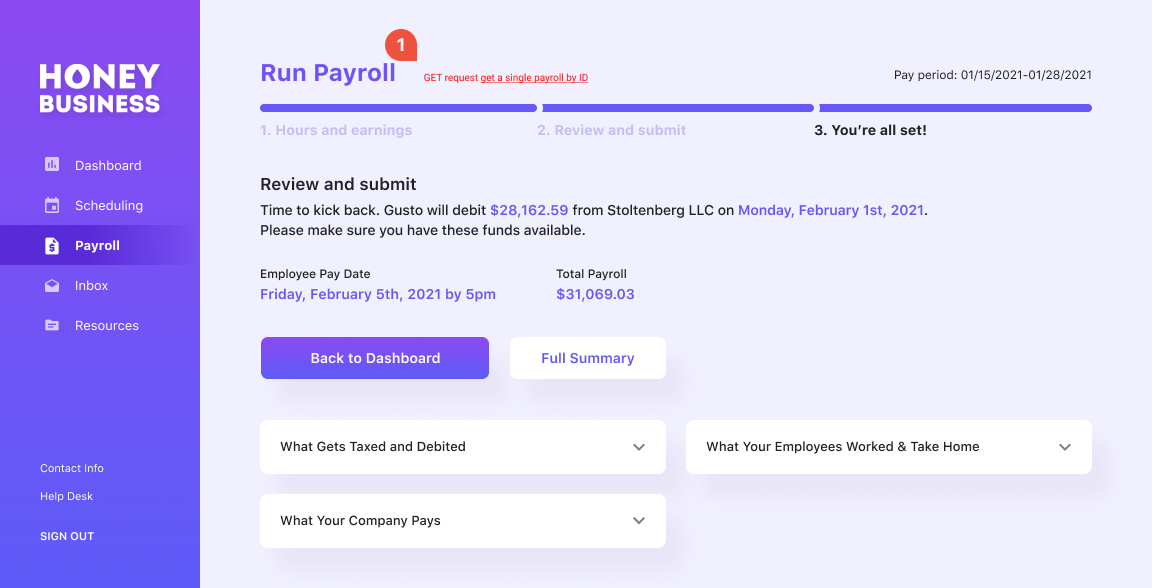 HONEY
BUSINESS
Dashboard
Scheduling
Payroll
Inbox
Resources
Contact Info
Help Desk
SIGN OUT
1
Run Payroll
GET request get a single payroll by ID
Pay period: 01/15/2021-01/28/2021
1. Hours and earnings
2. Review and submit
3. You’re all set!
Review and submit
Time to kick back. Gusto will debit $28,162.59 from Stoltenberg LLC on Monday, February 1st, 2021.
Please make sure you have these funds available.
Employee Pay Date
Total Payroll
Friday, February 5th, 2021 by 5pm
$31,069.03
Back to Dashboard
Full Summary
What Gets Taxed and Debited
What Your Employees Worked & Take Home
What Your Company Pays